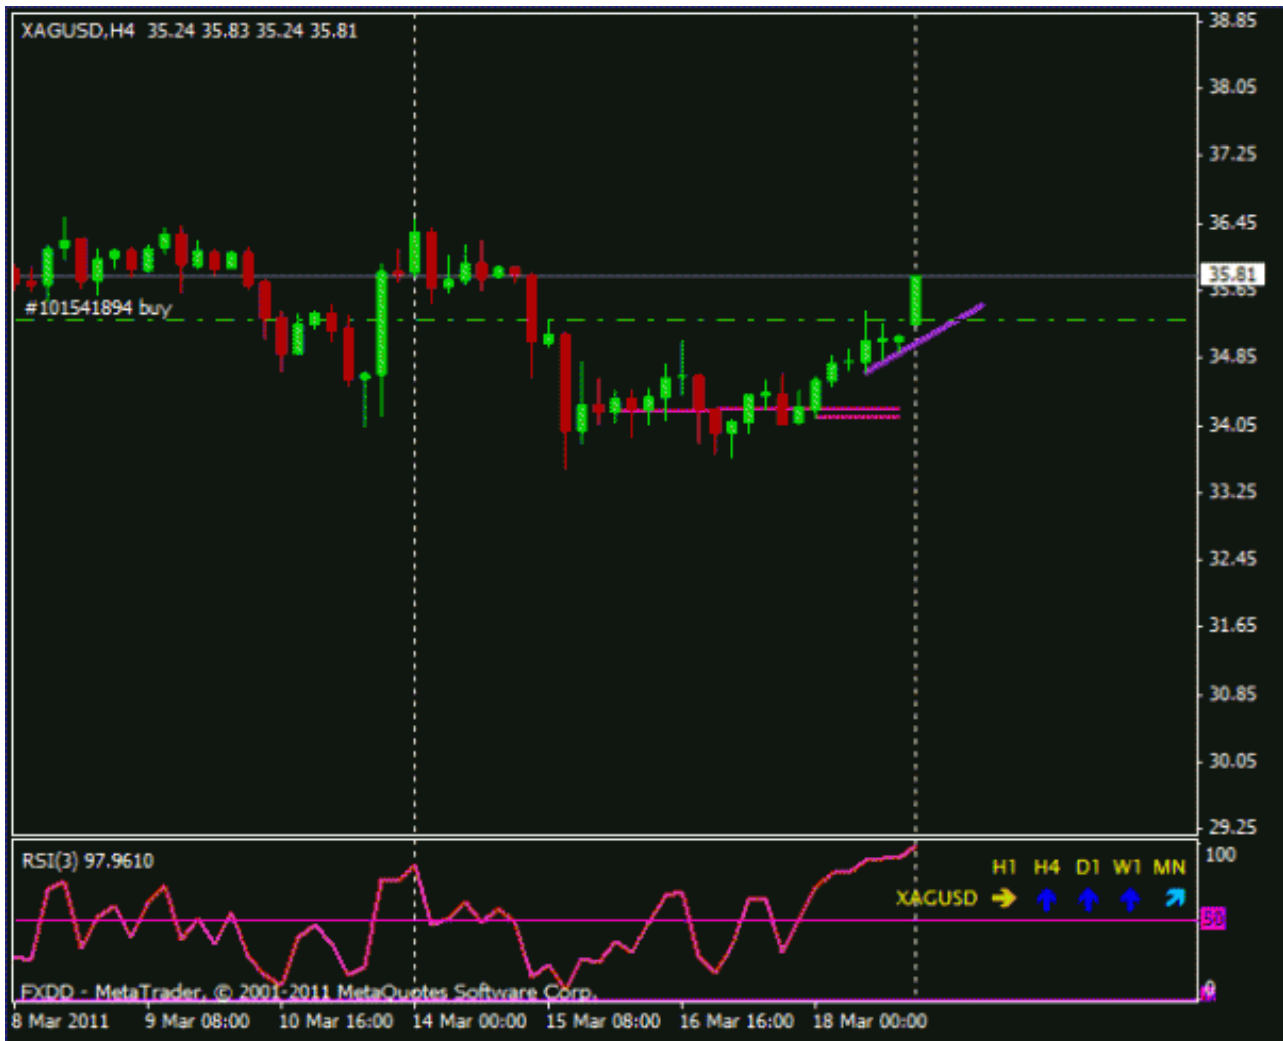 XAGUSD,H4 35.24 35.83 35.24 35.81
38.85
38.05
37.25
36.45
35.81
35.65
#101541894 buy
34.85
34.05
33.25
32.45
31.65
30.85
30.05
29.25
RSI(3) 97.9610
100
H1 H4 D1 W1 MN
XAGUSD
50
0
FXDD - MetaTrader, © 2001-2011 MetaQuotes Software Corp.
8 Mar 2011 9 Mar 08:00 10 Mar 16:00 14 Mar 00:00 15 Mar 08:00 16 Mar 16:00 18 Mar 00:00